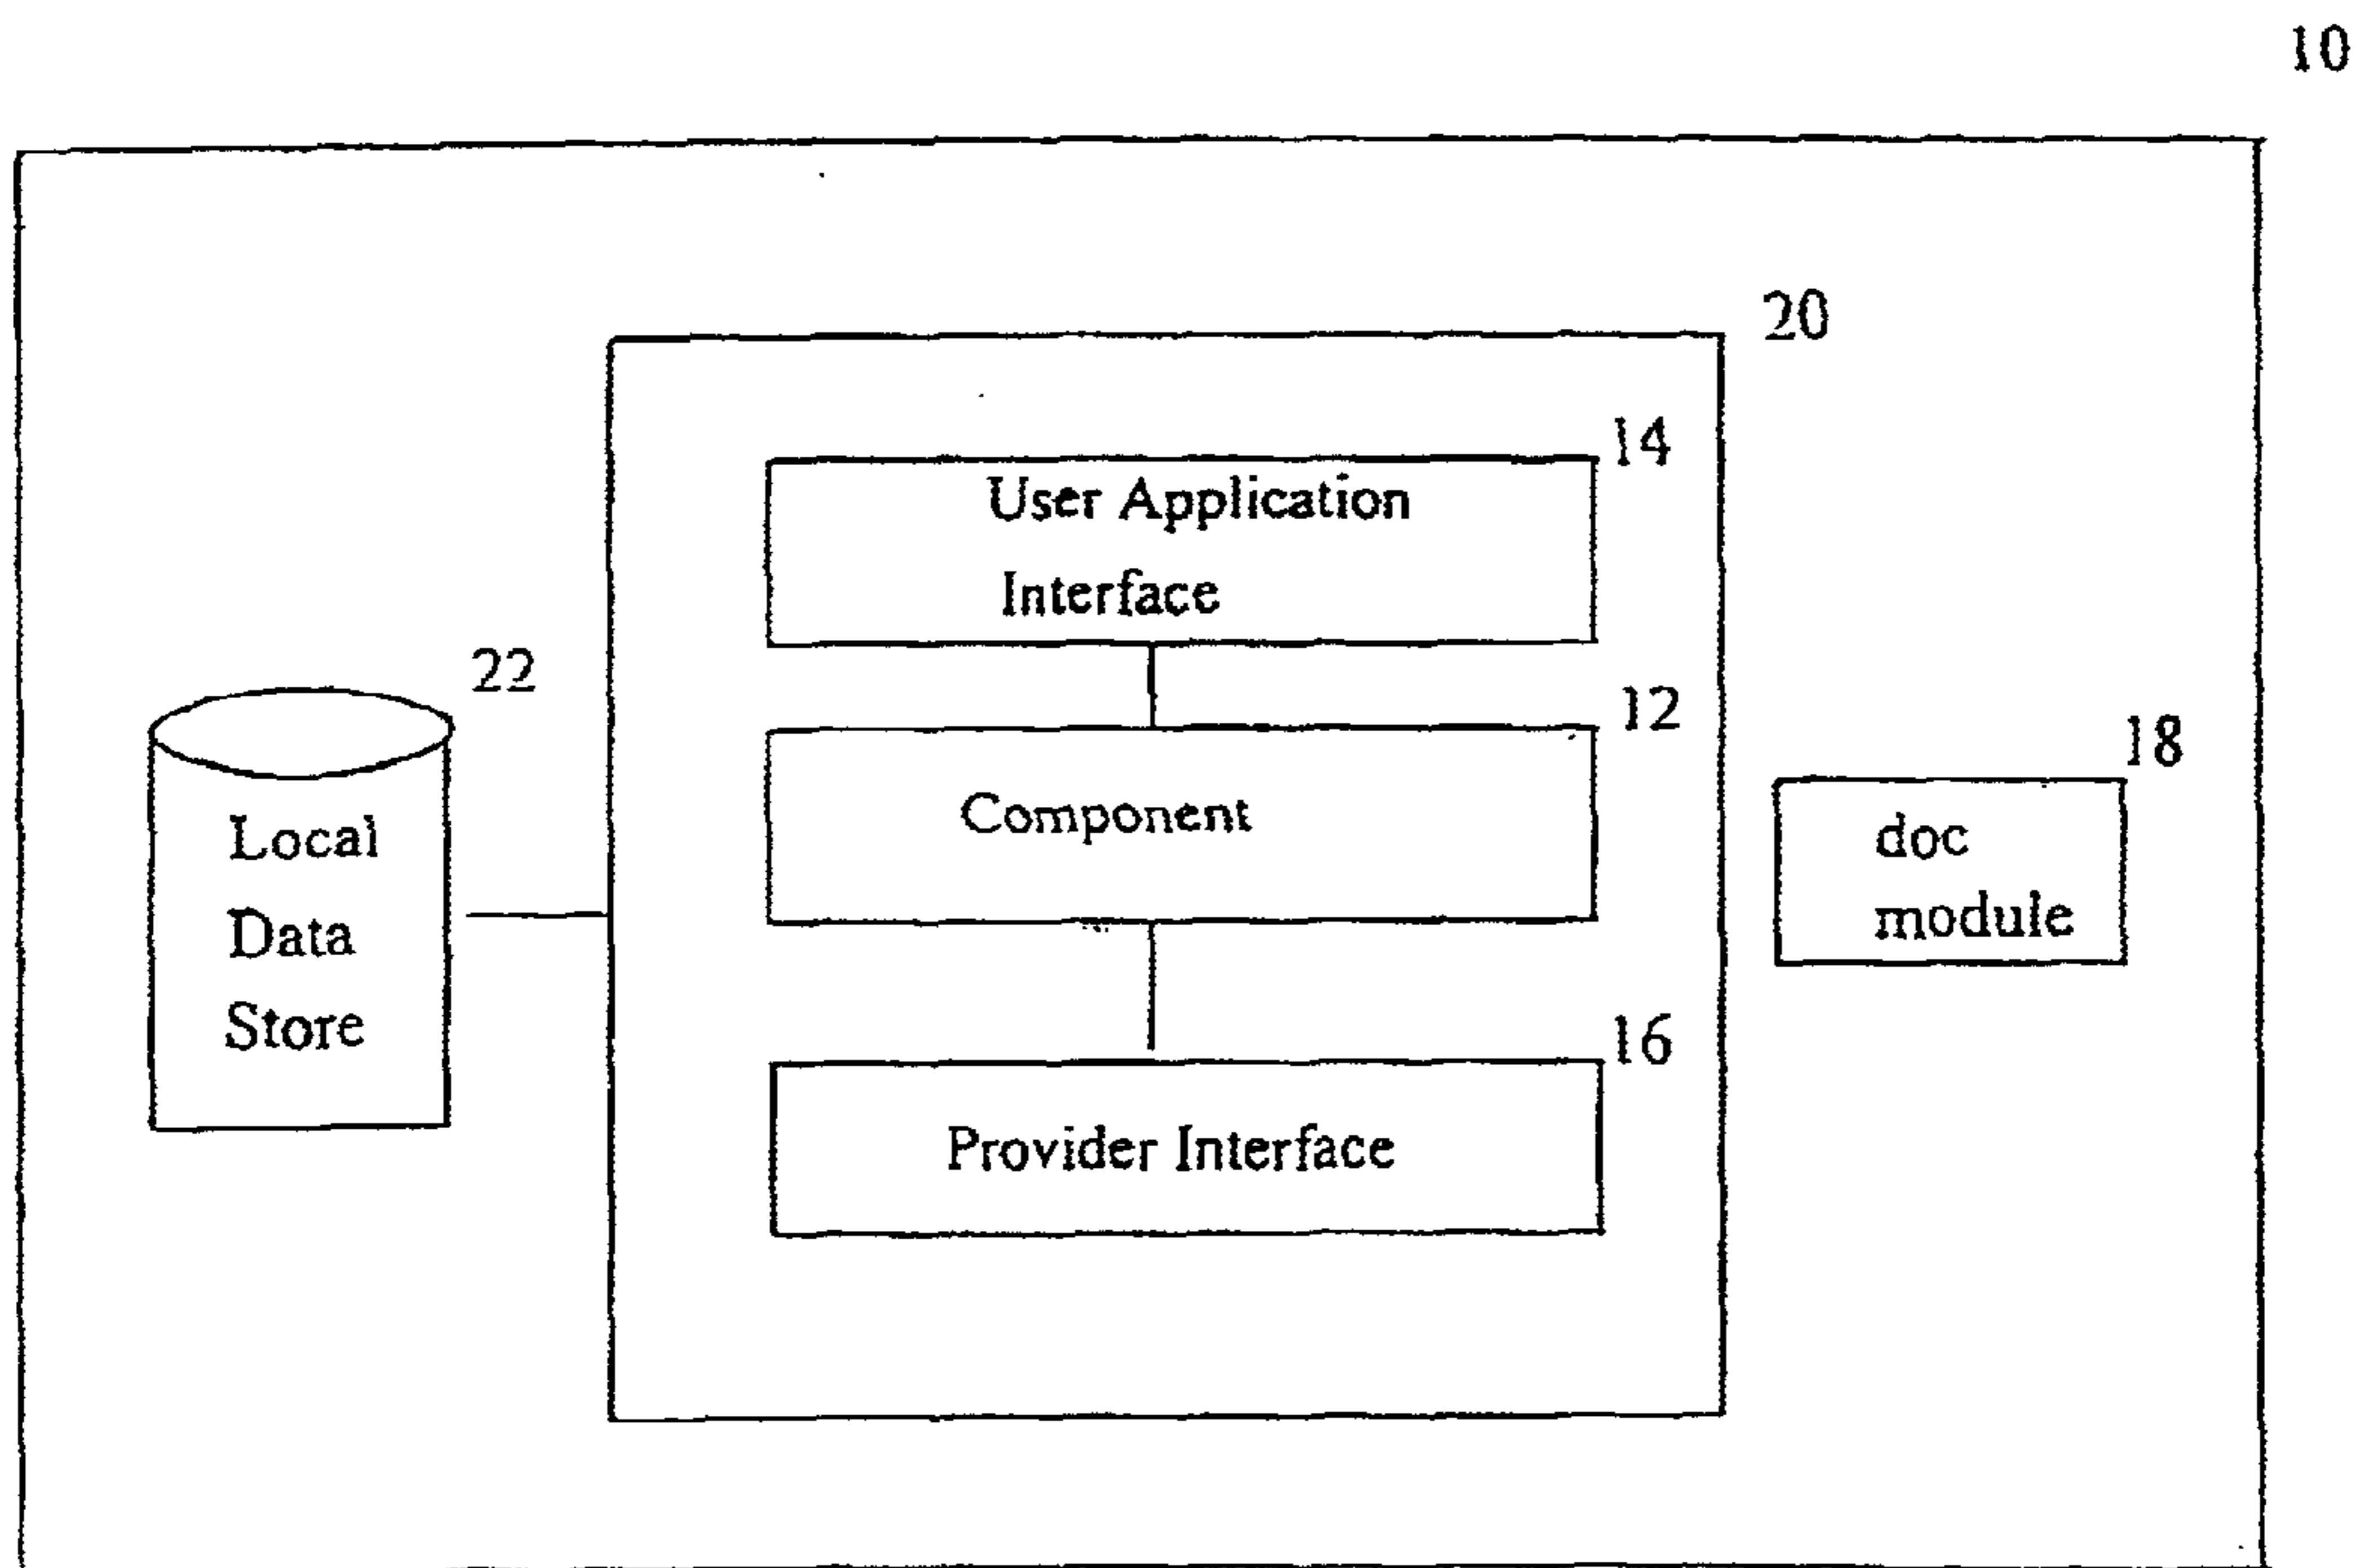 10
20
14
User Application
Interface
22
12
Component
18
Local
Data
Store
doc
module
16
Provider Interface